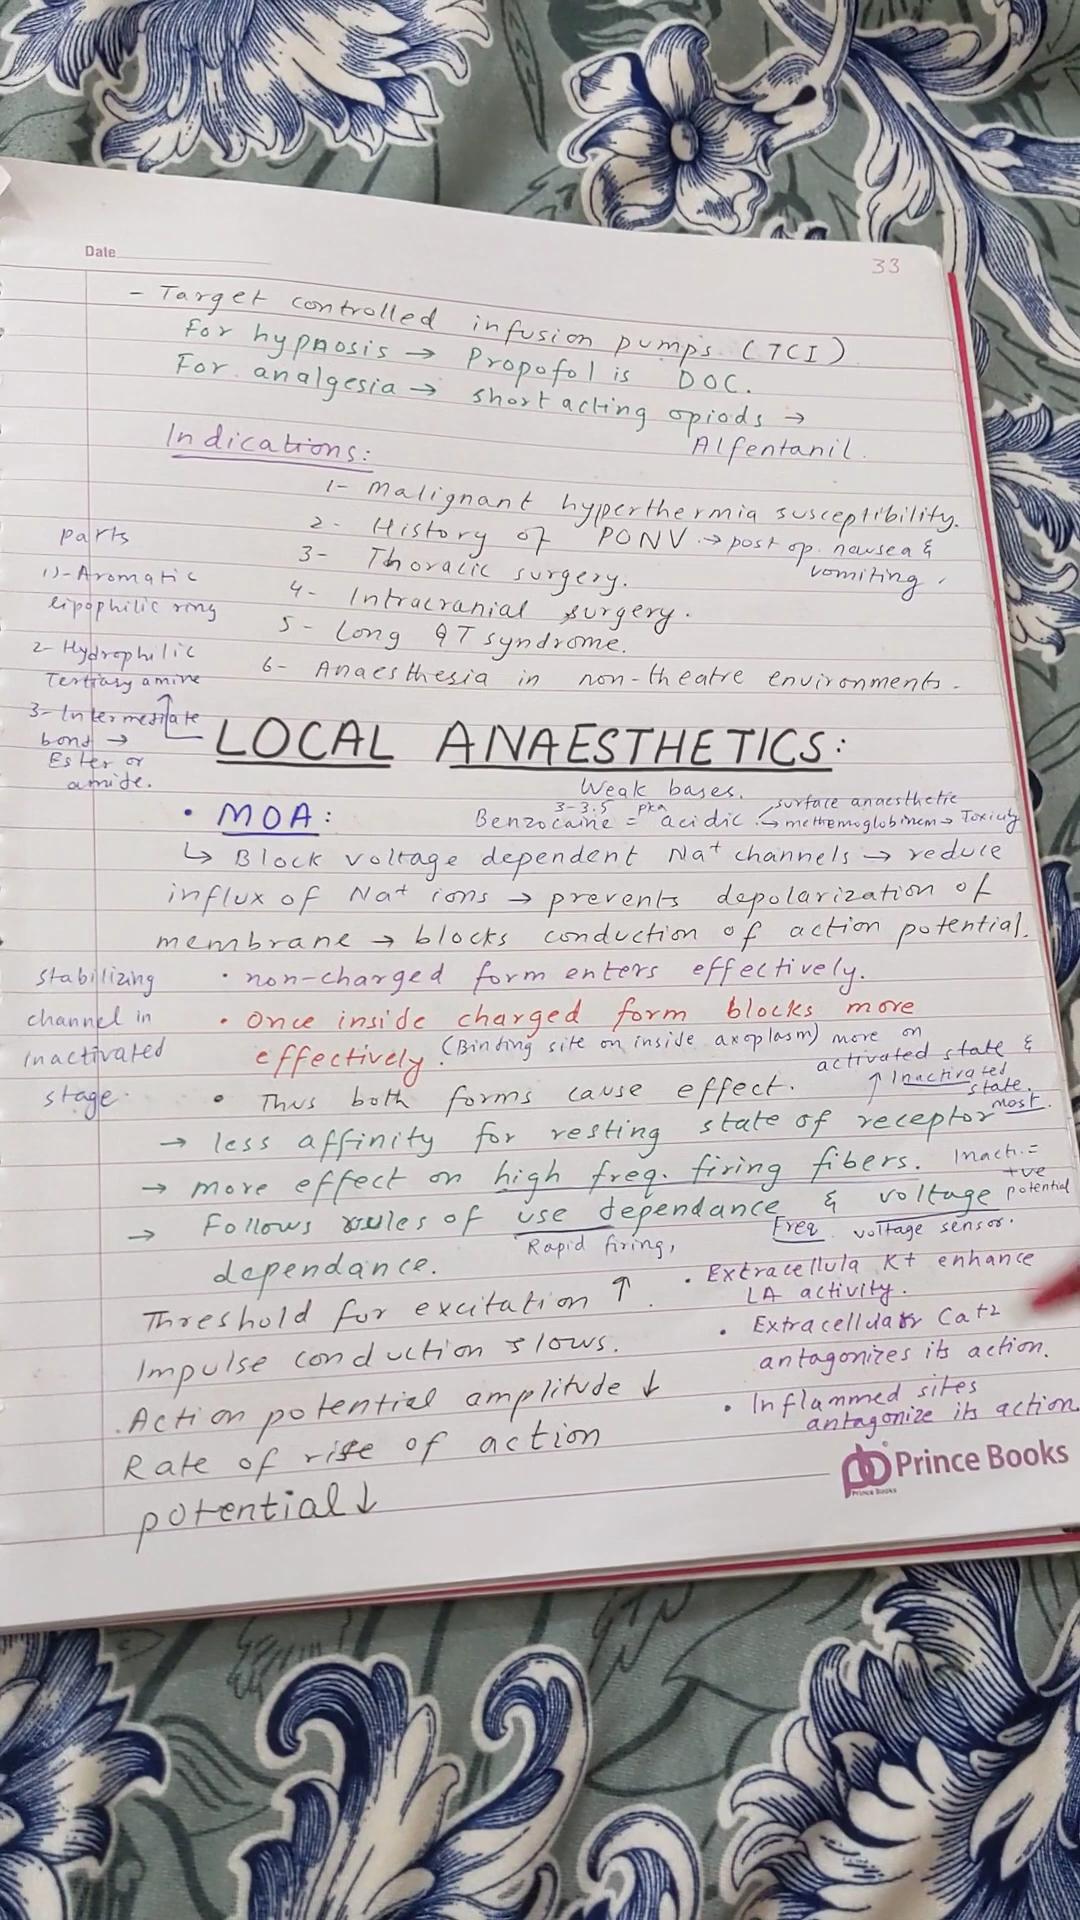 Date
33
- Target controlled infusion pumps (TCI)
For hypnosis → Propofol is DOC.
For analgesia → short acting opiods →
Alfentanil.
Indications:
1- Malignant hyperthermia susceptibility.
2- History of PONV → post op. nausea &
vomiting.
3- Thoracic surgery.
4- Intracranial surgery.
5- Long QT syndrome.
6- Anaesthesia in non-theatre environments.
parts
1)- Aromatic
lipophilic ring
2- Hydrophilic
Tertiary amine
3- Intermediate
bond →
Ester or
amide.
LOCAL ANAESTHETICS:
Weak bases.
3-3.5 pka surface anaesthetic
Benzocaine = acidic → methemoglobinem → Toxicity
• MOA:
↳ Block voltage dependent Na+ channels → reduce
influx of Na+ ions → prevents depolarization of
membrane → blocks conduction of action potential.
stabilizing
channel in
inactivated
stage.
• non-charged form enters effectively.
• Once inside charged form blocks more
effectively. (Binding site on inside axoplasm) more on
activated state &
↑ Inactivated
state.
most.
• Thus both forms cause effect.
→ less affinity for resting state of receptor
→ more effect on high freq. firing fibers.
Inacti. =
+ve
potential
→ Follows rules of use dependance & voltage
Rapid firing, Freq voltage sensor.
dependance.
Threshold for excitation ↑.
Impulse conduction slows.
Action potential amplitude ↓
Rate of rise of action
potential ↓
• Extracellula K+ enhance
LA activity.
• Extracellular Ca+2
antagonizes its action.
• Inflammed sites
antagonize its action.
Prince Books
Prince Books